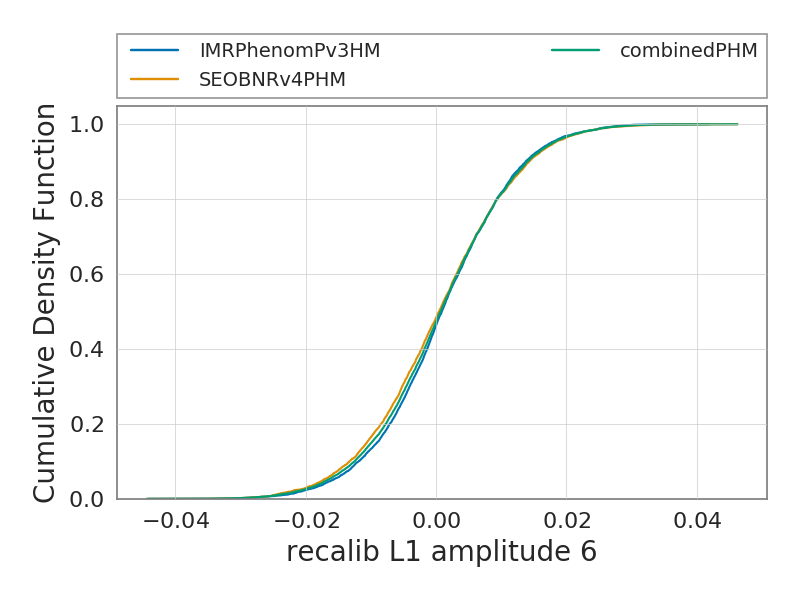 IMRPhenomPv3HM
SEOBNRv4PHM
combinedPHM
Cumulative Density Function
1.0
0.8
0.6
0.4
0.2
0.0
−0.04 −0.02 0.00 0.02 0.04
recalib L1 amplitude 6